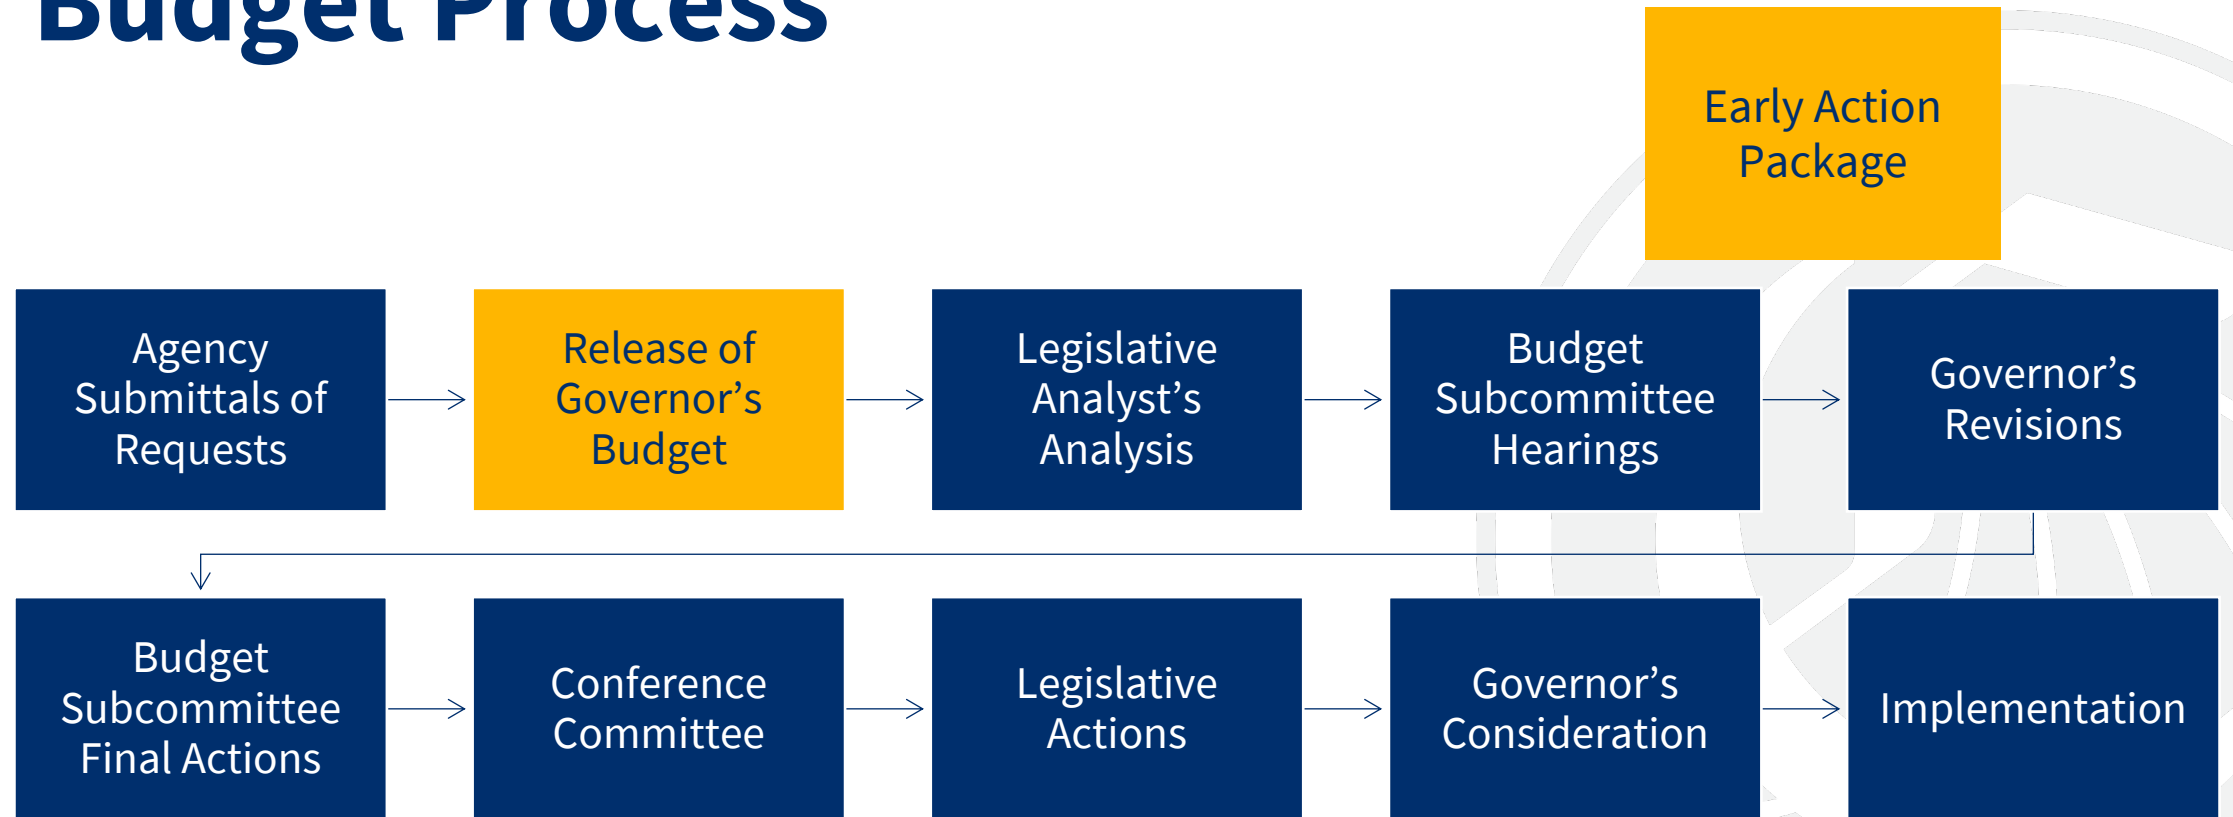 Budget Process
Early Action
Package
Agency
Submittals of
Requests
Release of
Governor’s
Budget
Legislative
Analyst’s
Analysis
Budget
Subcommittee
Hearings
Governor’s
Revisions
Budget
Subcommittee
Final Actions
Conference
Committee
Legislative
Actions
Governor’s
Consideration
Implementation